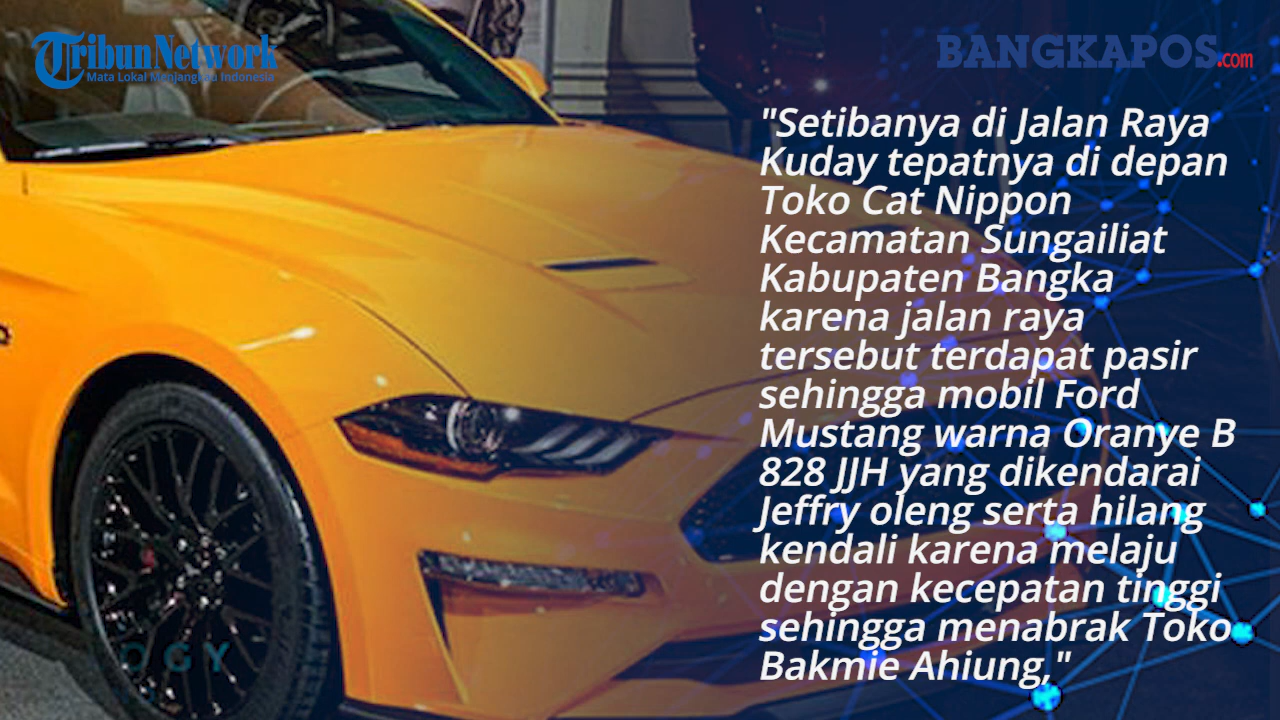 TribunNetwork
Mata Lokal Menjangkau Indonesia
BANGKAPOS.com
"Setibanya di Jalan Raya
Kuday tepatnya di depan
Toko Cat Nippon
Kecamatan Sungailiat
Kabupaten Bangka
karena jalan raya
tersebut terdapat pasir
sehingga mobil Ford
Mustang warna Oranye B
828 JJH yang dikendarai
Jeffry oleng serta hilang
kendali karena melaju
dengan kecepatan tinggi
sehingga menabrak Toko
Bakmie Ahiung,"
OGY